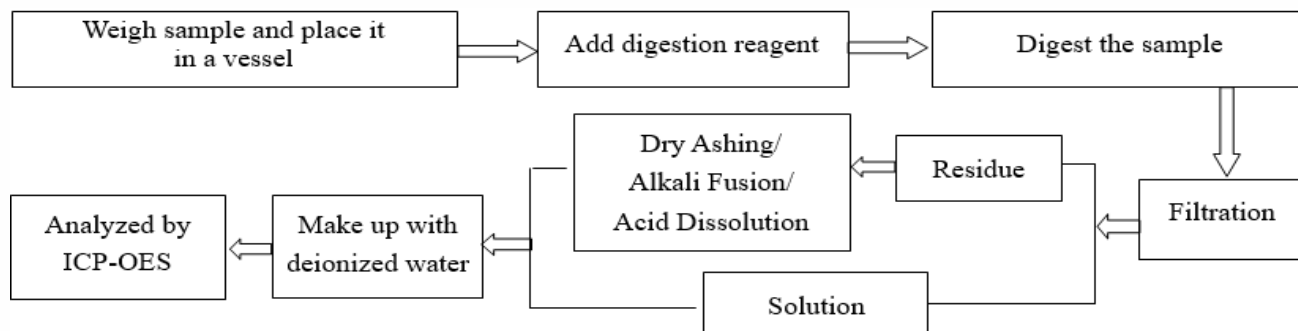 Weigh sample and place it
in a vessel
Add digestion reagent
Digest the sample
Filtration
Residue
Dry Ashing/
Alkali Fusion/
Acid Dissolution
Solution
Make up with
deionized water
Analyzed by
ICP-OES